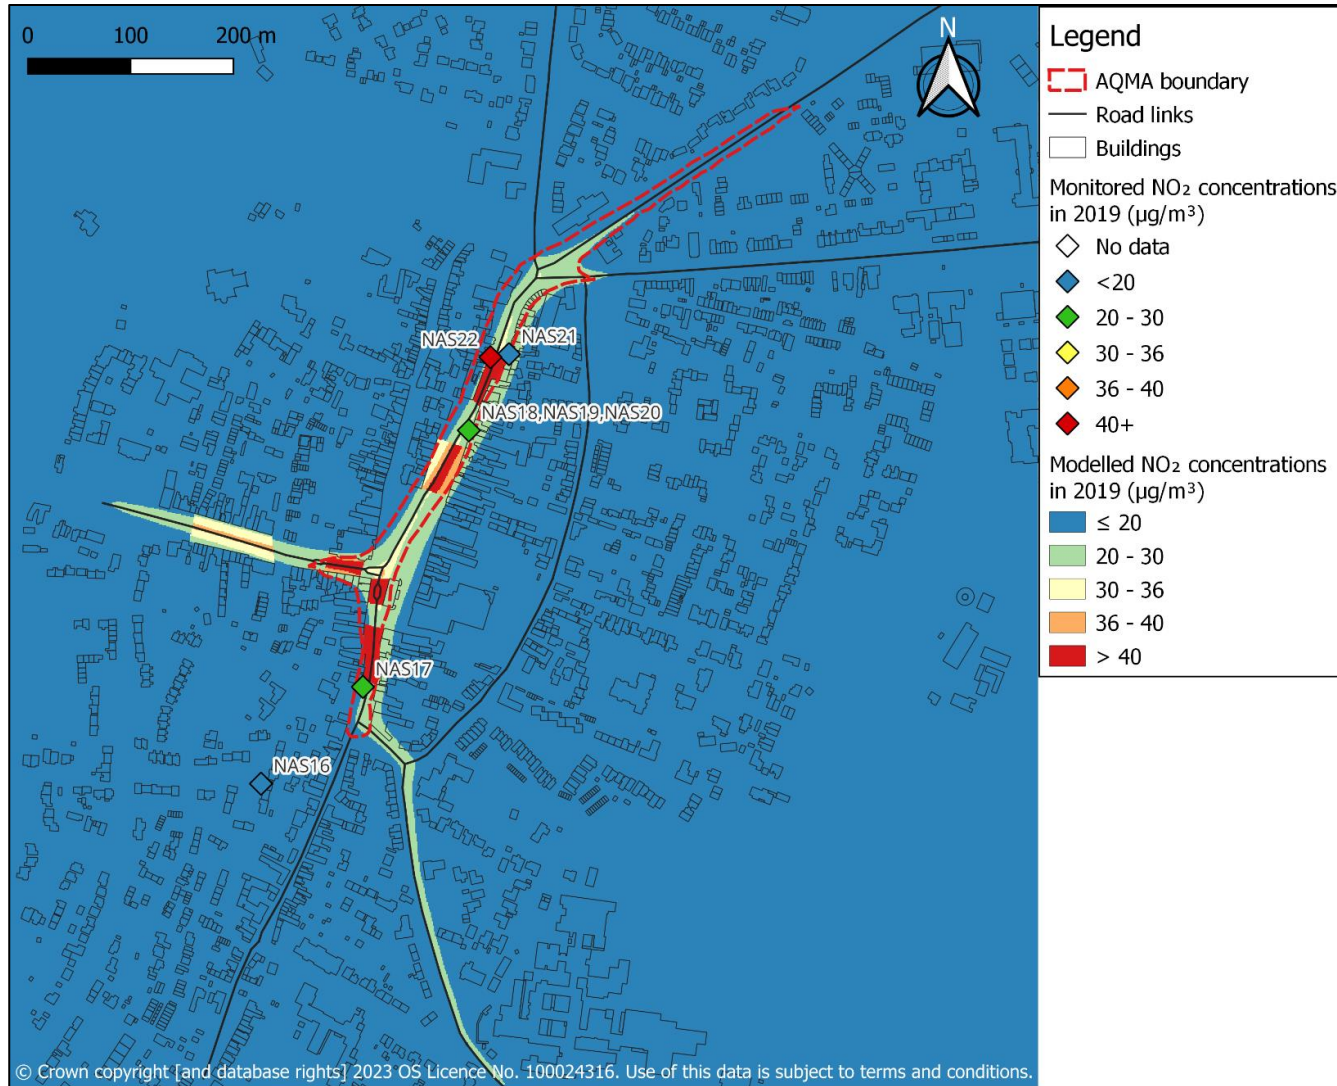 0 100 200 m
N
NAS22
NAS21
NAS18,NAS19,NAS20
NAS17
NAS16
© Crown copyright [and database rights] 2023 OS Licence No. 100024316. Use of this data is subject to terms and conditions.
Legend
AQMA boundary
Road links
Buildings
Monitored NO₂ concentrations
in 2019 (µg/m³)
No data
<20
20 - 30
30 - 36
36 - 40
40+
Modelled NO₂ concentrations
in 2019 (µg/m³)
≤ 20
20 - 30
30 - 36
36 - 40
> 40